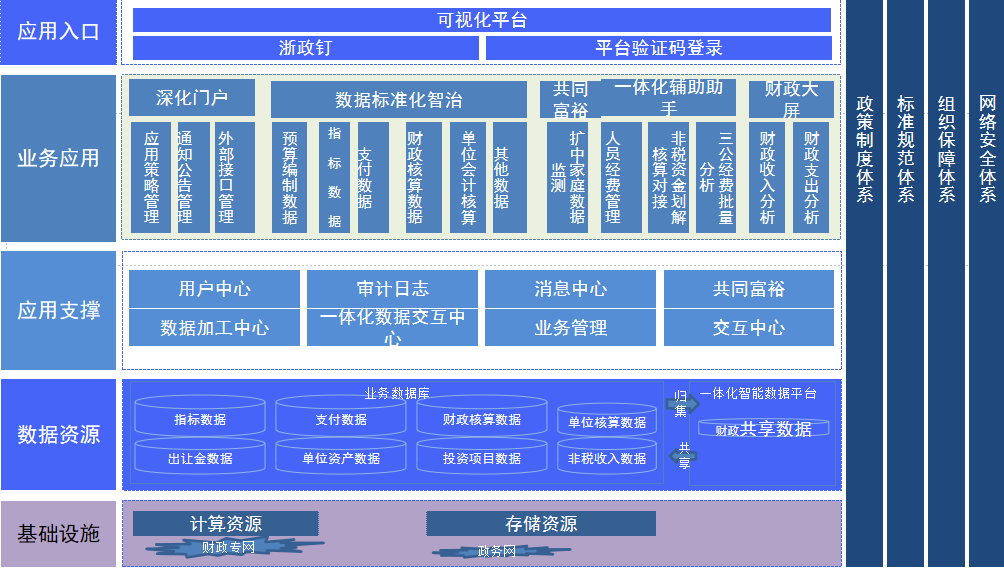 应用入口
可视化平台
浙政钉
平台验证码登录
业务应用
深化门户
数据标准化智治
共同
富裕
一体化辅助助
手
财政大
屏
应用策略管理
通知公告管理
外部接口管理
预算编制数据
指标数据
支付数据
财政核算数据
单位会计核算
其他数据
扩中家庭数据
监测
人员经费管理
非税资金划解
核算对接
三公经费批量
分析
财政收入分析
财政支出分析
应用支撑
用户中心
审计日志
消息中心
共同富裕
数据加工中心
一体化数据交互中
心
业务管理
交互中心
数据资源
业务数据库
指标数据
支付数据
财政核算数据
单位核算数据
出让金数据
单位资产数据
投资项目数据
非税收入数据
归
集
共
享
一体化智能数据平台
财政共享数据
基础设施
计算资源
财政专网
存储资源
政务网
政策制度体系
标准规范体系
组织保障体系
网络安全体系